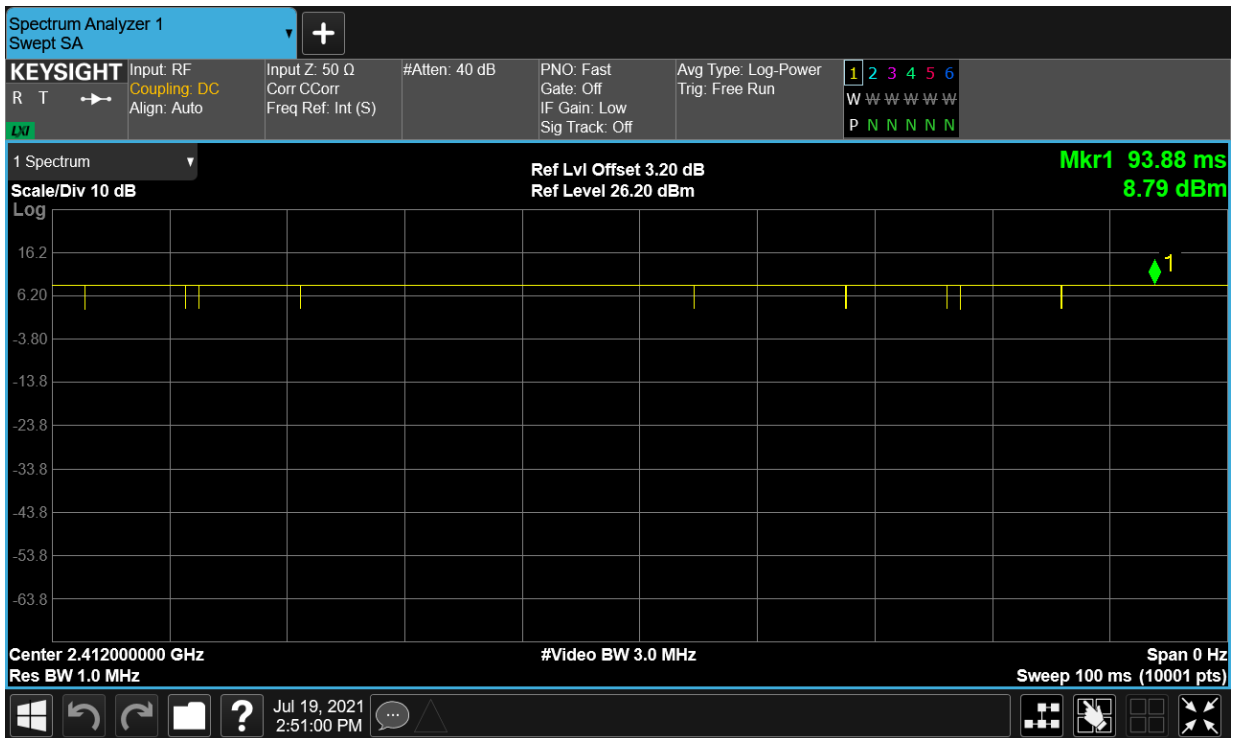 Spectrum Analyzer 1
Swept SA
KEYSIGHT
R T
LXI
Input: RF
Coupling: DC
Align: Auto
Input Z: 50 Ω
Corr CCorr
Freq Ref: Int (S)
#Atten: 40 dB
PNO: Fast
Gate: Off
IF Gain: Low
Sig Track: Off
Avg Type: Log-Power
Trig: Free Run
1 2 3 4 5 6
W W W W W W
P N N N N N
1 Spectrum
Scale/Div 10 dB
Log
Ref Lvl Offset 3.20 dB
Ref Level 26.20 dBm
Mkr1 93.88 ms
8.79 dBm
16.2
6.20
-3.80
-13.8
-23.8
-33.8
-43.8
-53.8
-63.8
1
Center 2.412000000 GHz
Res BW 1.0 MHz
#Video BW 3.0 MHz
Span 0 Hz
Sweep 100 ms (10001 pts)
?
Jul 19, 2021
2:51:00 PM